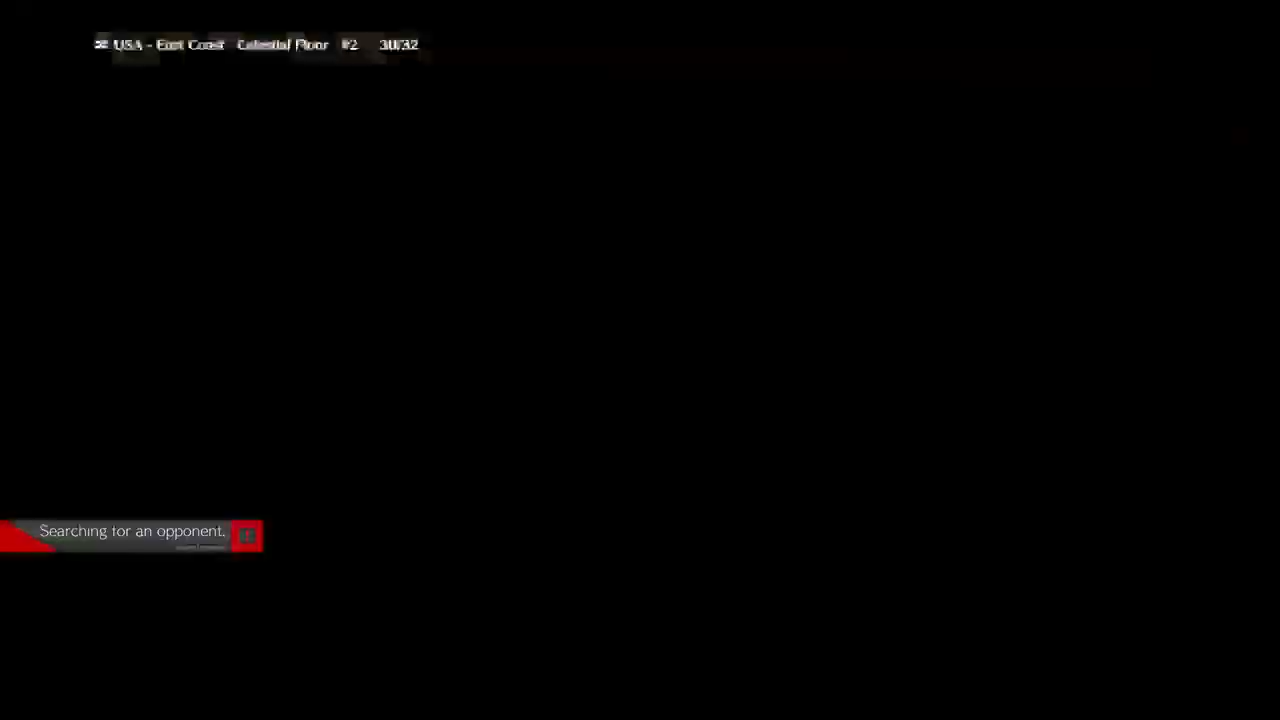 USA - East Coast Celestial Floor #2 30/32
Searching for an opponent.